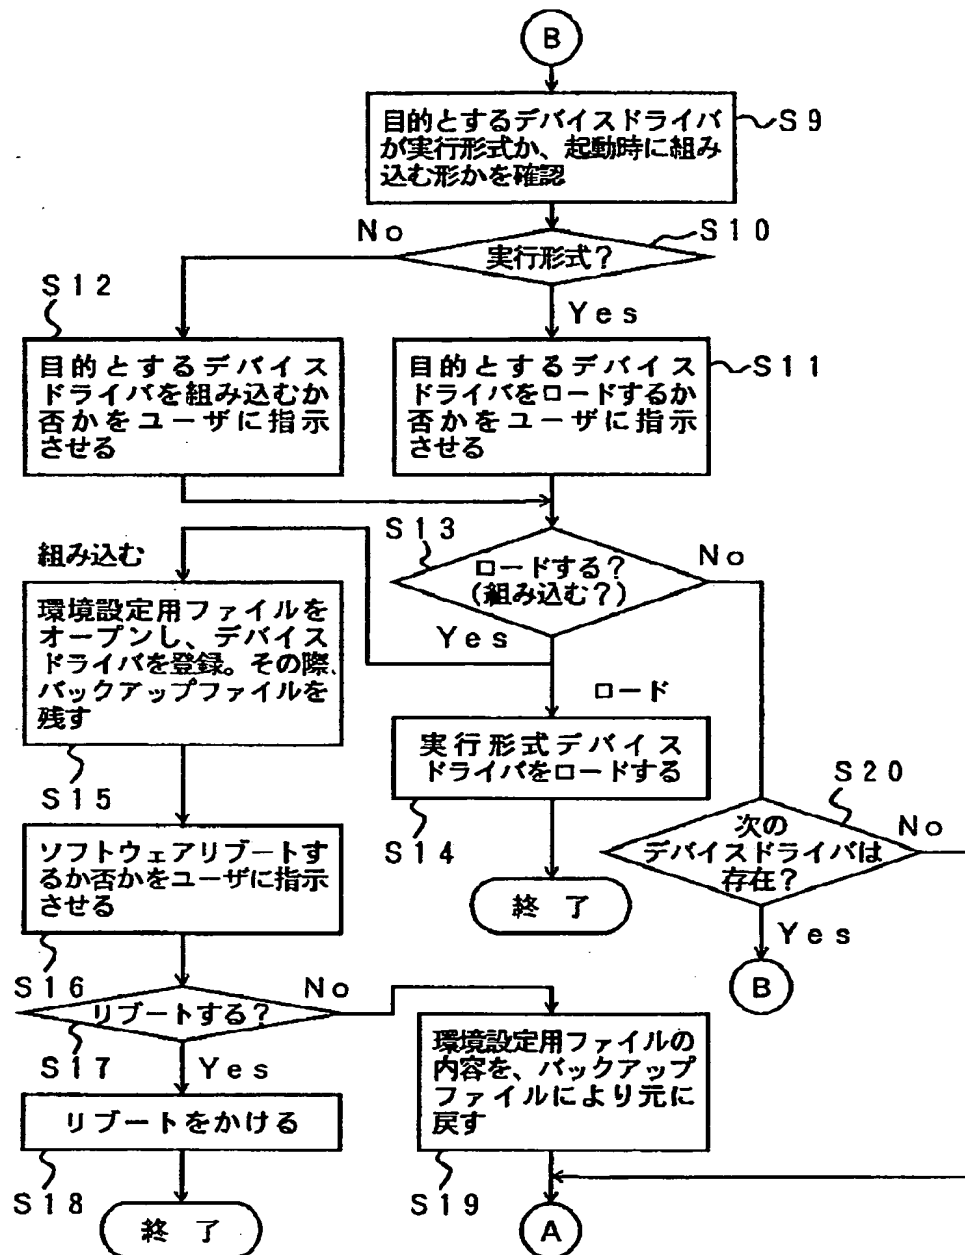 B
目的とするデバイスドライバ
が実行形式か、起動時に組み
込む形かを確認
S9
No
実行形式？
S10
S12
Yes
目的とするデバイス
ドライバを組み込むか
否かをユーザに指示
させる
目的とするデバイス
ドライバをロードするか
否かをユーザに指示
させる
S11
S13
組み込む
ロードする？
(組み込む？)
No
Yes
環境設定用ファイルを
オープンし、デバイス
ドライバを登録。その際、
バックアップファイルを
残す
ロード
実行形式デバイス
ドライバをロードする
S15
S14
S20
次の
デバイスドライバは
存在？
No
ソフトウェアリブートす
るか否かをユーザに指示
させる
終了
Yes
B
S16
リブートする？
No
S17
Yes
環境設定用ファイルの
内容を、バックアップ
ファイルにより元に
戻す
リブートをかける
S18
S19
終了
A